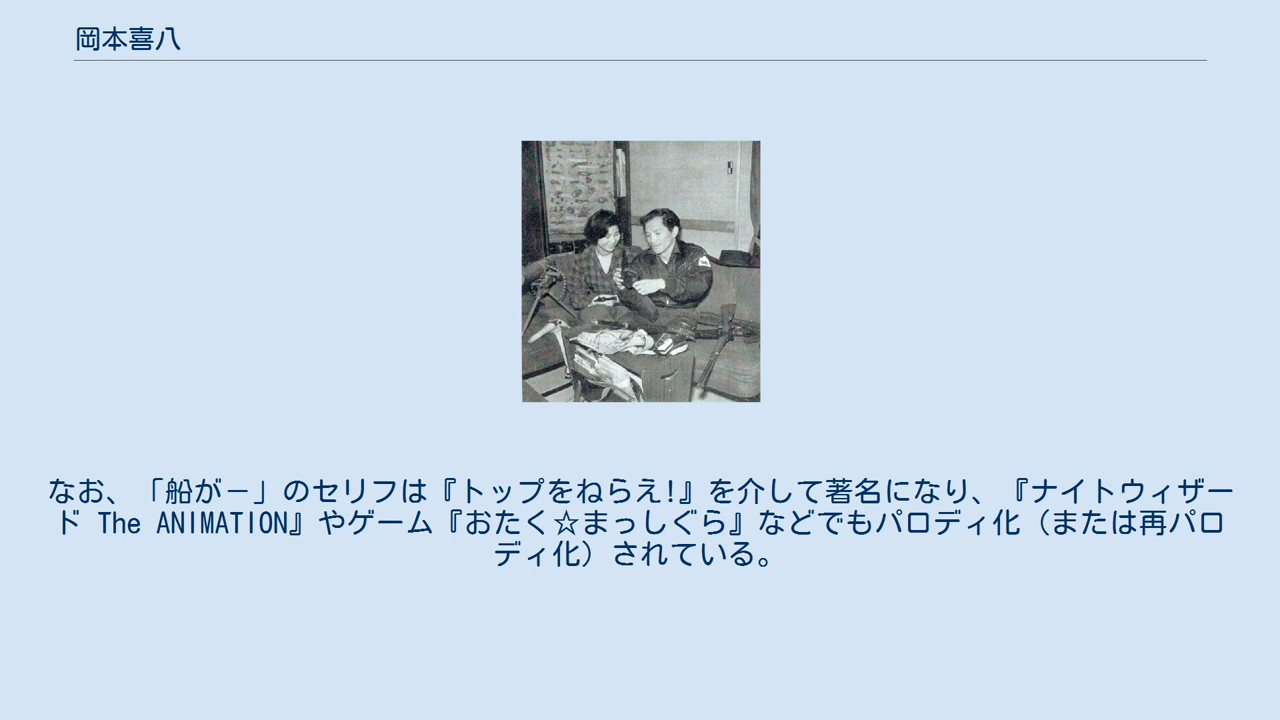 岡本喜八
なお、「船がー」のセリフは『トップをねらえ!』を介して著名になり、『ナイトウィザー
ド The ANIMATION』やゲーム『おたく☆まっしぐら』などでもパロディ化（または再パロ
ディ化）されている。